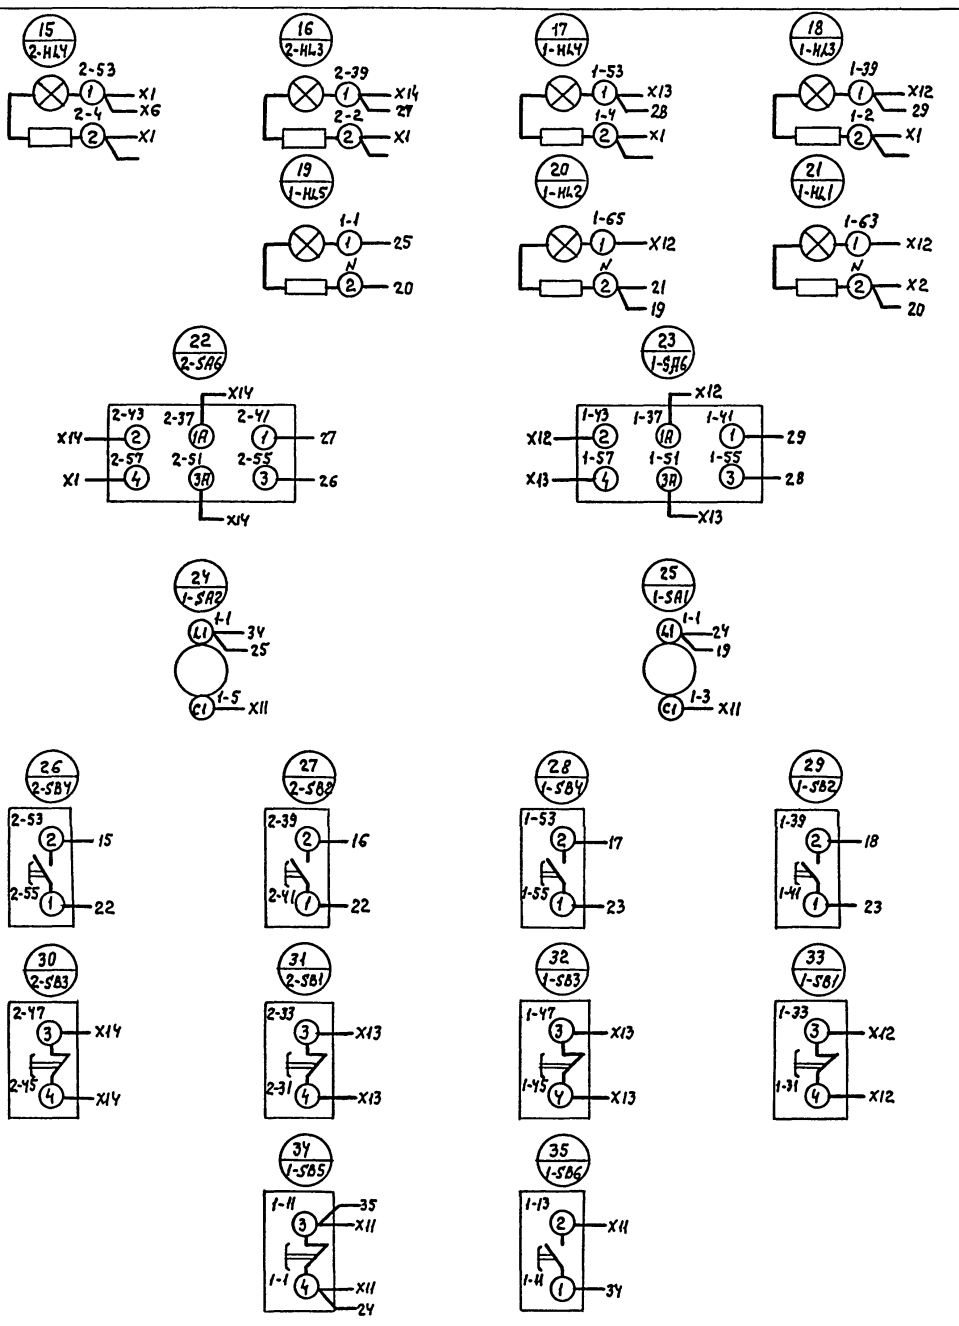 15 16 17 18
2-HL4 2-HL3 1-HL4 1-HL3
2-53 2-39 1-53 1-39
1 X1 1 X14 1 X13 1 X12
X6 27 28 29
2-4 2-2 1-4 1-2
2 X1 2 X1 2 X1 2 X1
19 20 21
1-HL5 1-HL2 1-HL1
1-1 1-65 1-63
1 25 1 X12 1 X12
N N N
2 20 2 21 2 X2
19 20
22 23
2-SA6 1-SA6
X14 X12
2-43 2-37 2-41 1-43 1-37 1-41
X14 2 1A 1 27 X12 2 1A 1 29
2-57 2-51 2-55 1-57 1-51 1-55
X1 4 3A 3 26 X13 4 3A 3 28
X14 X13
24 25
1-SA2 1-SA1
1-1 1-1
L1 34 L1 24
25 19
1-5 1-3
C1 X11 C1 X11
26 27 28 29
2-SB4 2-SB2 1-SB4 1-SB2
2-53 2-39 1-53 1-39
2 15 2 16 2 17 2 18
2-55 2-41 1-55 1-41
1 22 1 22 1 23 1 23
30 31 32 33
2-SB3 2-SB1 1-SB3 1-SB1
2-47 2-33 1-47 1-33
3 X14 3 X13 3 X13 3 X12
2-45 2-31 1-45 1-31
4 X14 4 X13 4 X13 4 X12
34 35
1-SB5 1-SB6
1-11 35 1-13
3 X11 2 X11
1-1 1-11
4 X11 1 34
24